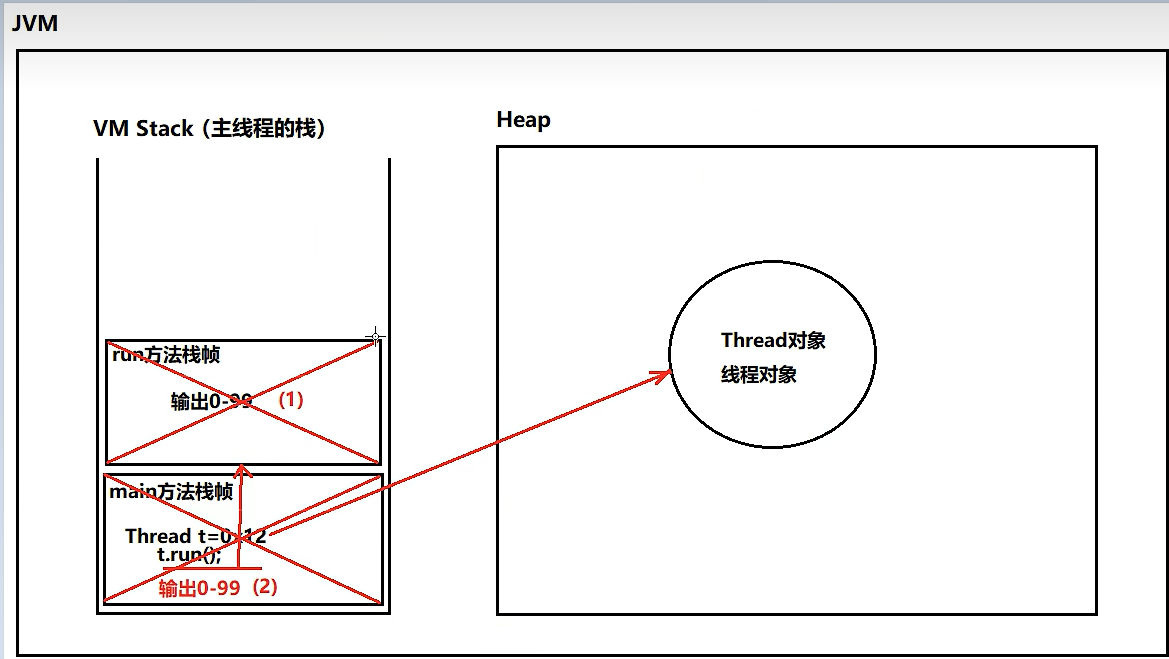 JVM
VM Stack (主线程的栈)
Heap
run方法栈帧
输出0-99 (1)
Thread对象
线程对象
main方法栈帧
Thread t=0x12
t.run();
输出0-99 (2)